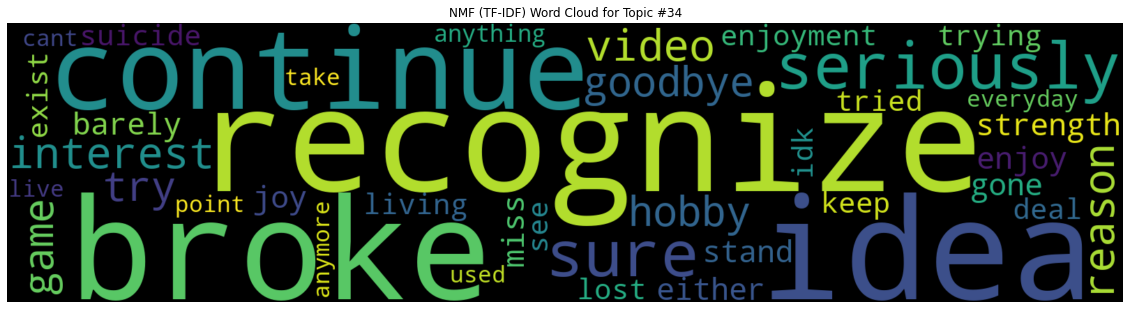 NMF (TF-IDF) Word Cloud for Topic #34
cant suicide anything video enjoyment trying
continue take goodbye seriously
exist barely tried everyday
recognize idk strength
interest enjoy
live try point joy living hobby keep gone deal reason
game broke anymore used miss see sure stand idea
lost either